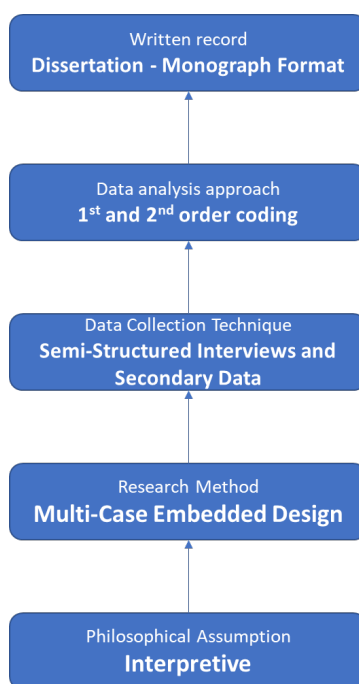 Written record
Dissertation - Monograph Format
Data analysis approach
1st and 2nd order coding
Data Collection Technique
Semi-Structured Interviews and
Secondary Data
Research Method
Multi-Case Embedded Design
Philosophical Assumption
Interpretive